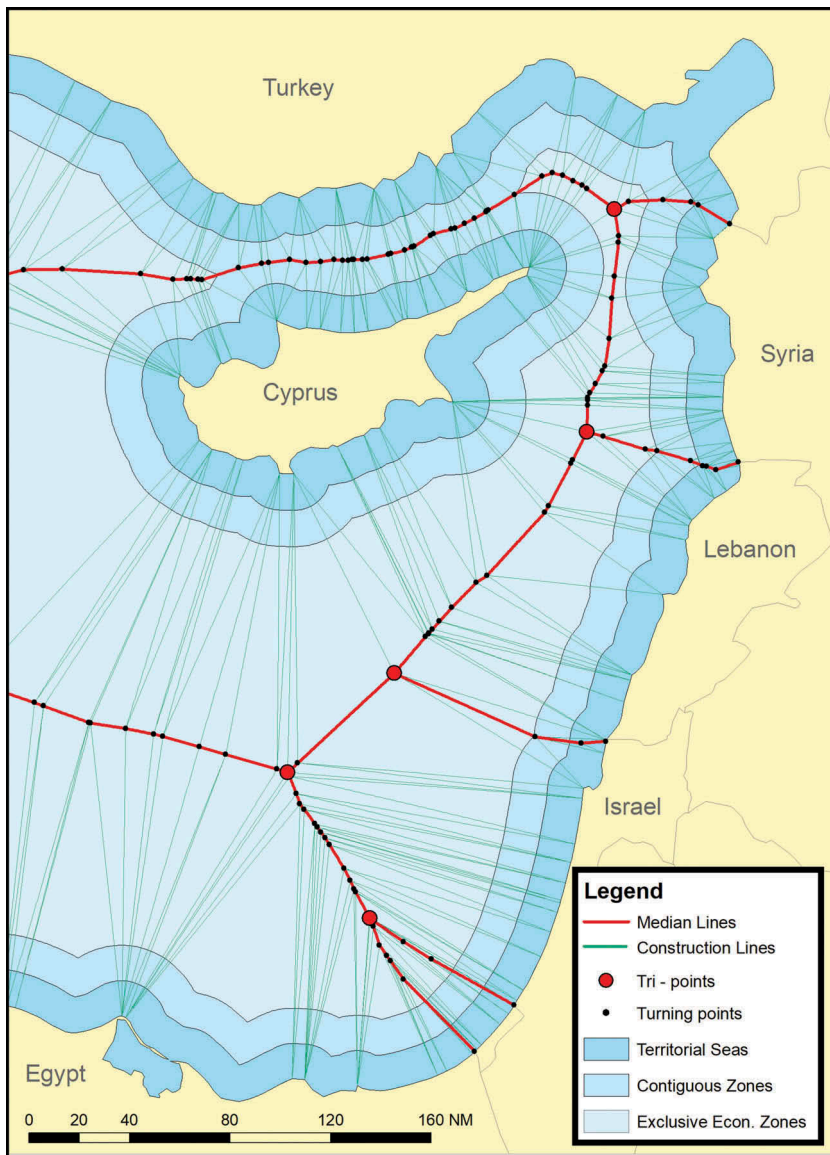 Turkey
Syria
Cyprus
Lebanon
Israel
Egypt
0 20 40 80 120 160 NM
Legend
Median Lines
Construction Lines
Tri - points
Turning points
Territorial Seas
Contiguous Zones
Exclusive Econ. Zones